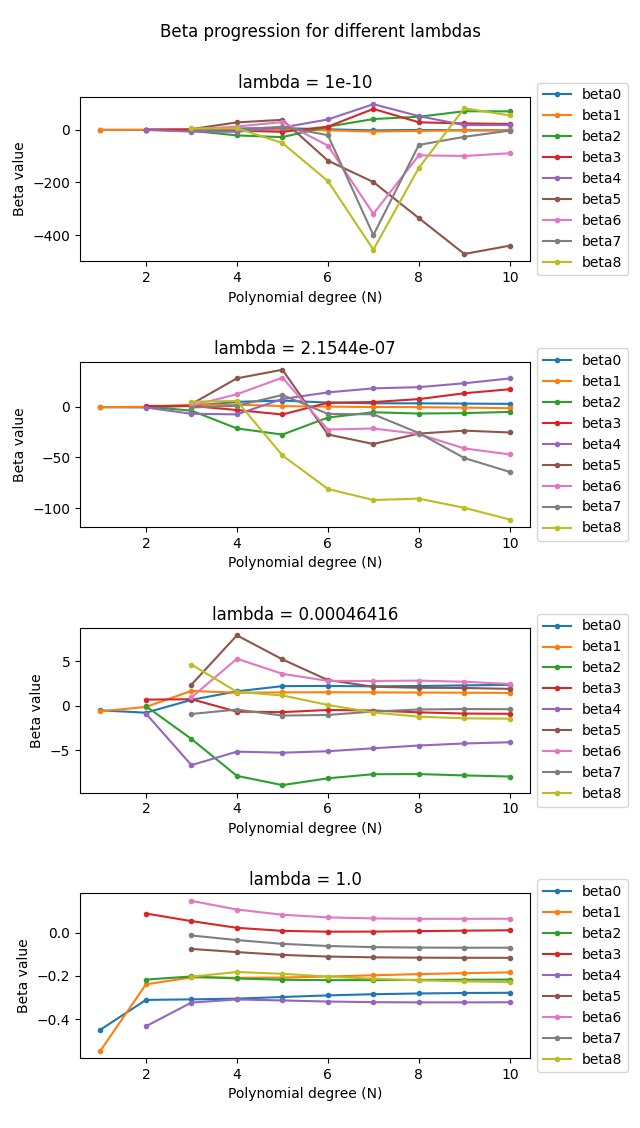 Beta progression for different lambdas
lambda = 1e-10
0
−200
−400
Beta value
2 4 6 8 10
Polynomial degree (N)
beta0
beta1
beta2
beta3
beta4
beta5
beta6
beta7
beta8
lambda = 2.1544e-07
0
−50
−100
Beta value
2 4 6 8 10
Polynomial degree (N)
beta0
beta1
beta2
beta3
beta4
beta5
beta6
beta7
beta8
lambda = 0.00046416
5
0
−5
Beta value
2 4 6 8 10
Polynomial degree (N)
beta0
beta1
beta2
beta3
beta4
beta5
beta6
beta7
beta8
lambda = 1.0
0.0
−0.2
−0.4
Beta value
2 4 6 8 10
Polynomial degree (N)
beta0
beta1
beta2
beta3
beta4
beta5
beta6
beta7
beta8